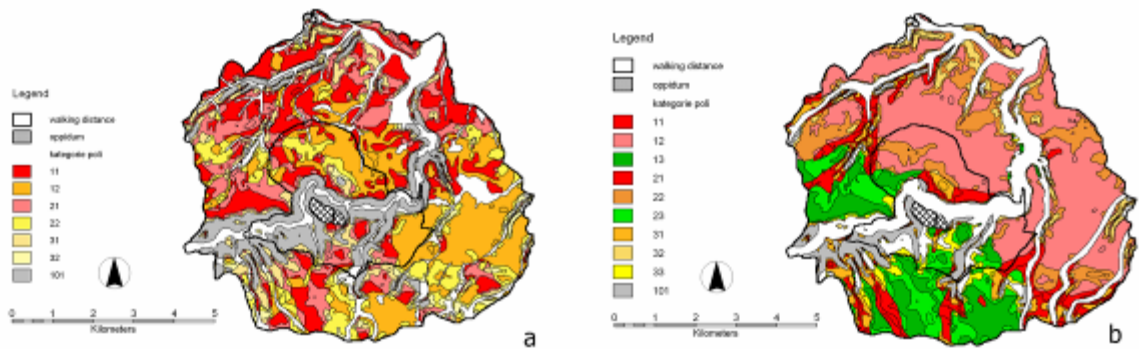 Legend
walking distance
oppidum
kategorie poli
11
12
21
22
31
32
101
0 1 2 3 4 5
Kilometers
a
Legend
walking distance
oppidum
kategorie poli
11
12
13
21
22
23
31
32
33
101
0 1 2 3 4 5
Kilometers
b